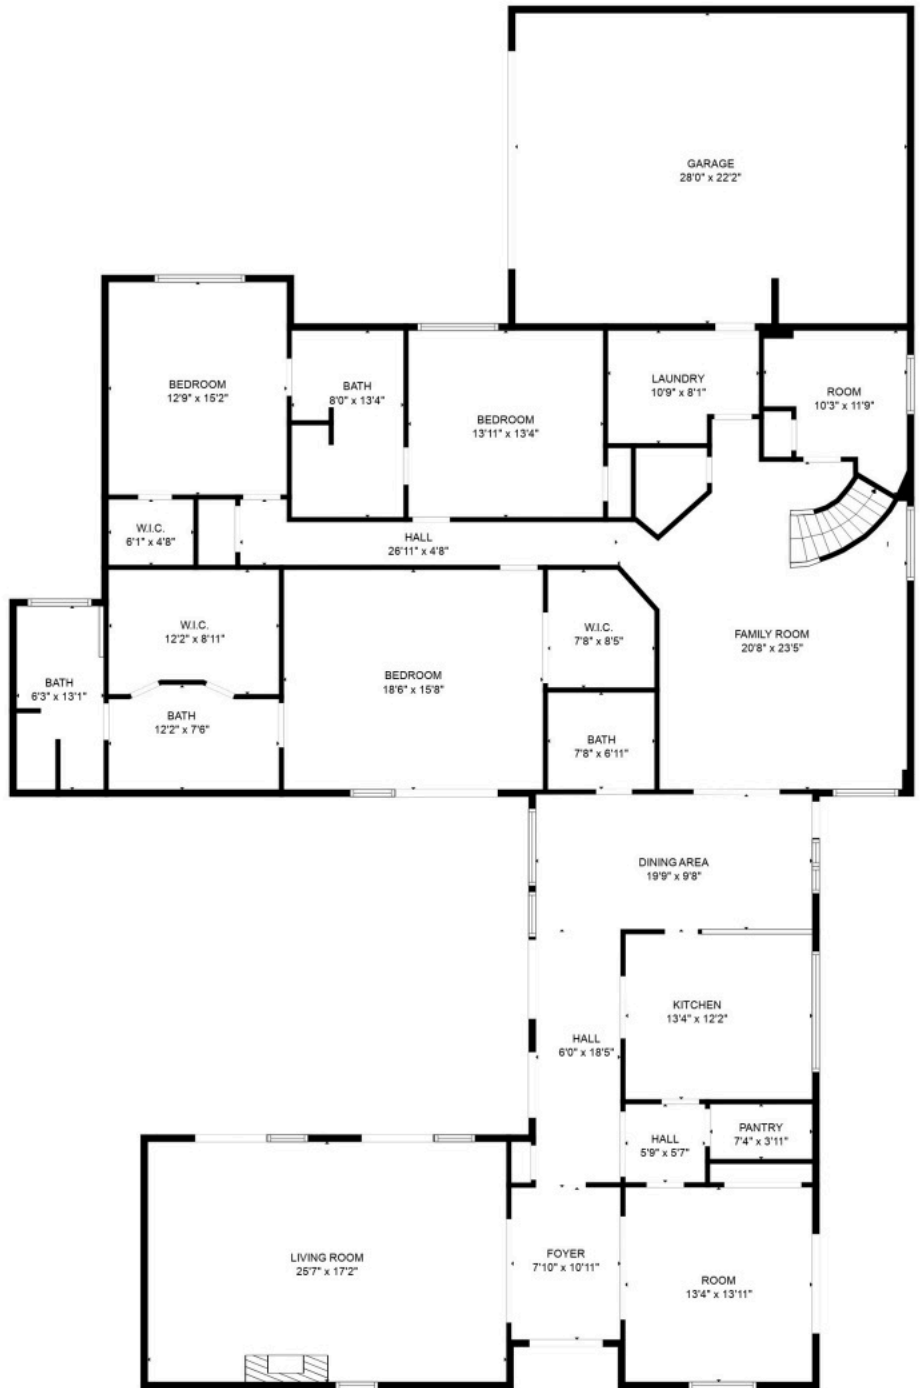 GARAGE
28'0" x 22'2"
BEDROOM
12'9" x 15'2"
BATH
8'0" x 13'4"
BEDROOM
13'11" x 13'4"
LAUNDRY
10'9" x 8'1"
ROOM
10'3" x 11'9"
W.I.C.
6'1" x 4'8"
HALL
26'11" x 4'8"
W.I.C.
12'2" x 8'11"
BATH
6'3" x 13'1"
BATH
12'2" x 7'6"
BEDROOM
18'6" x 15'8"
W.I.C.
7'8" x 8'5"
BATH
7'8" x 6'11"
FAMILY ROOM
20'8" x 23'5"
DINING AREA
19'9" x 9'8"
KITCHEN
13'4" x 12'2"
HALL
6'0" x 18'5"
HALL
5'9" x 5'7"
PANTRY
7'4" x 3'11"
LIVING ROOM
25'7" x 17'2"
FOYER
7'10" x 10'11"
ROOM
13'4" x 13'11"